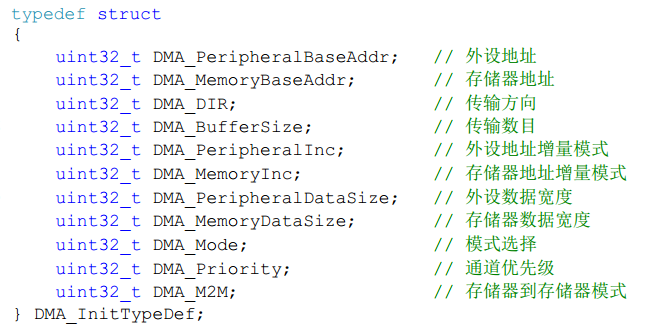 typedef struct
{
    uint32_t DMA_PeripheralBaseAddr;   // 外设地址
    uint32_t DMA_MemoryBaseAddr;       // 存储器地址
    uint32_t DMA_DIR;                  // 传输方向
    uint32_t DMA_BufferSize;           // 传输数目
    uint32_t DMA_PeripheralInc;        // 外设地址增量模式
    uint32_t DMA_MemoryInc;            // 存储器地址增量模式
    uint32_t DMA_PeripheralDataSize;   // 外设数据宽度
    uint32_t DMA_MemoryDataSize;       // 存储器数据宽度
    uint32_t DMA_Mode;                 // 模式选择
    uint32_t DMA_Priority;             // 通道优先级
    uint32_t DMA_M2M;                  // 存储器到存储器模式
} DMA_InitTypeDef;